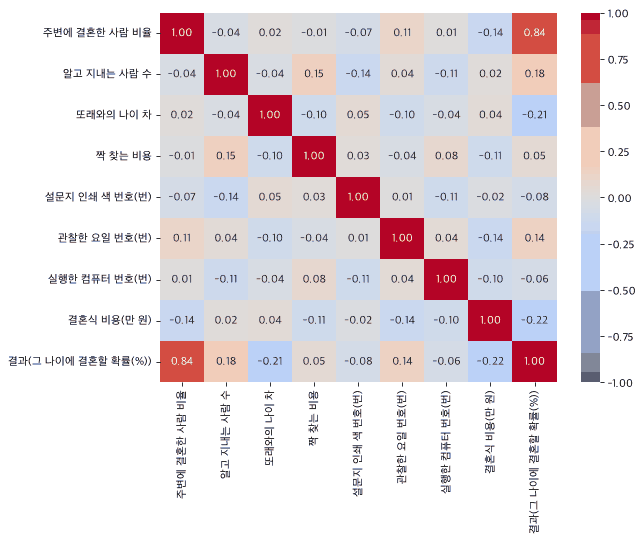 주변에 결혼한 사람 비율 1.00 -0.04 0.02 -0.01 -0.07 0.11 0.01 -0.14 0.84
알고 지내는 사람 수 -0.04 1.00 -0.04 0.15 -0.14 0.04 -0.11 0.02 0.18
또래와의 나이 차 0.02 -0.04 1.00 -0.10 0.05 -0.10 -0.04 0.04 -0.21
짝 찾는 비용 -0.01 0.15 -0.10 1.00 0.03 -0.04 0.08 -0.11 0.05
설문지 인쇄 색 번호(번) -0.07 -0.14 0.05 0.03 1.00 0.01 -0.11 -0.02 -0.08
관찰한 요일 번호(번) 0.11 0.04 -0.10 -0.04 0.01 1.00 0.04 -0.14 0.14
실행한 컴퓨터 번호(번) 0.01 -0.11 -0.04 0.08 -0.11 0.04 1.00 -0.10 -0.06
결혼식 비용(만 원) -0.14 0.02 0.04 -0.11 -0.02 -0.14 -0.10 1.00 -0.22
결과(그 나이에 결혼할 확률(%)) 0.84 0.18 -0.21 0.05 -0.08 0.14 -0.06 -0.22 1.00
주변에 결혼한 사람 비율
알고 지내는 사람 수
또래와의 나이 차
짝 찾는 비용
설문지 인쇄 색 번호(번)
관찰한 요일 번호(번)
실행한 컴퓨터 번호(번)
결혼식 비용(만 원)
결과(그 나이에 결혼할 확률(%))
1.00
0.75
0.50
0.25
0.00
-0.25
-0.50
-0.75
-1.00